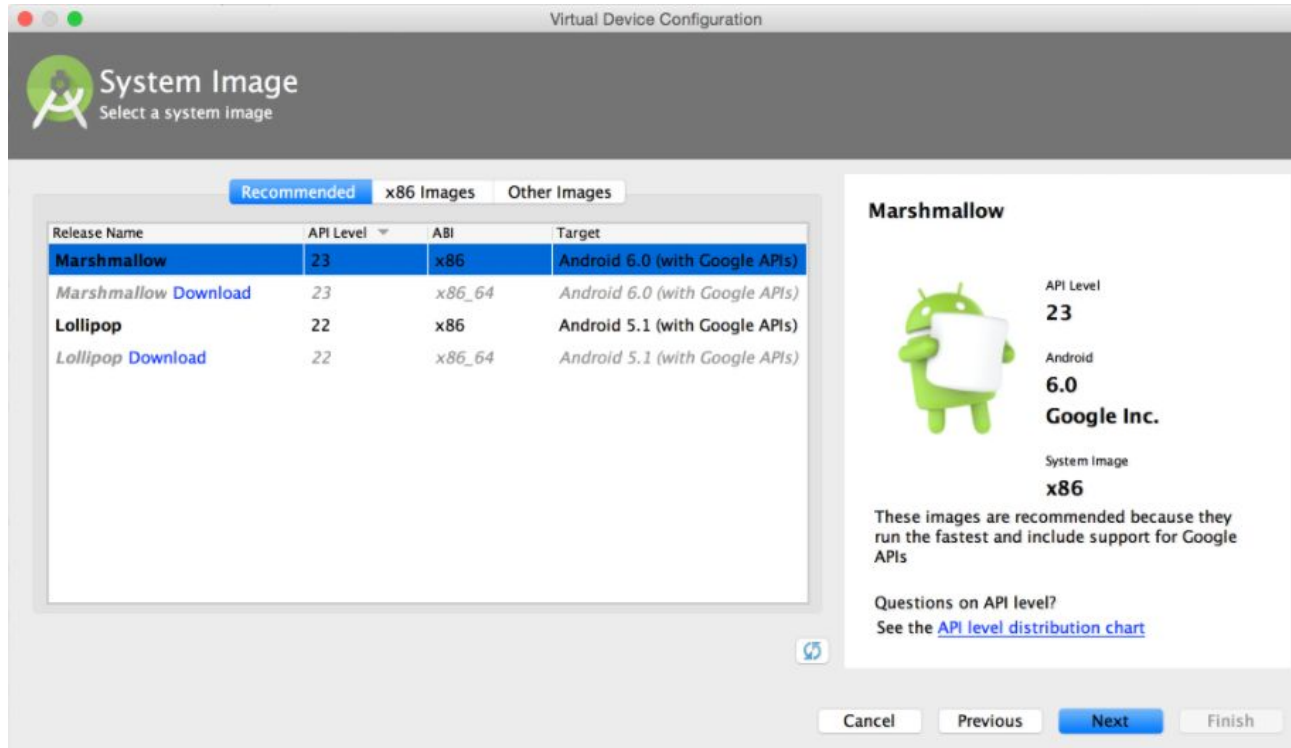 Virtual Device Configuration
System Image
Select a system image
Recommended x86 Images Other Images
Release Name API Level ABI Target
Marshmallow 23 x86 Android 6.0 (with Google APIs)
Marshmallow Download 23 x86_64 Android 6.0 (with Google APIs)
Lollipop 22 x86 Android 5.1 (with Google APIs)
Lollipop Download 22 x86_64 Android 5.1 (with Google APIs)
Marshmallow
API Level
23
Android
6.0
Google Inc.
System Image
x86
These images are recommended because they
run the fastest and include support for Google
APIs
Questions on API level?
See the API level distribution chart
Cancel Previous Next Finish